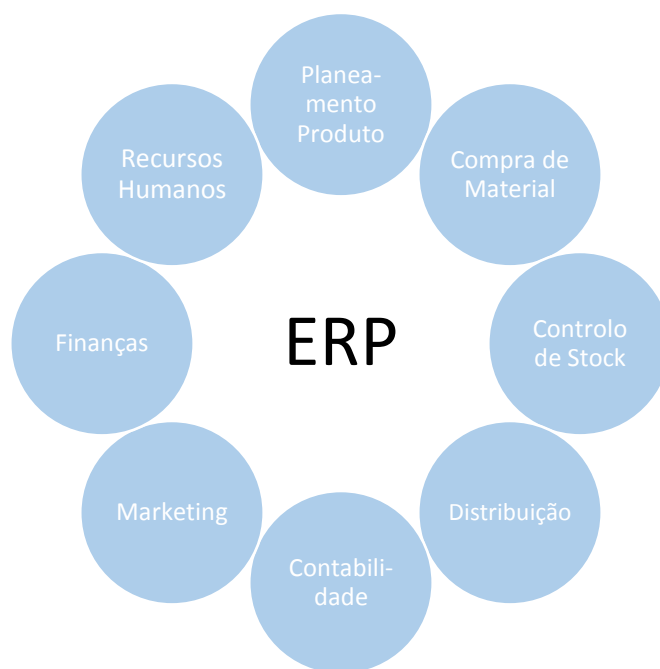 Planea-
mento
Produto
Compra de
Material
Controlo
de Stock
Distribuição
Contabili-
dade
Marketing
Finanças
Recursos
Humanos
ERP